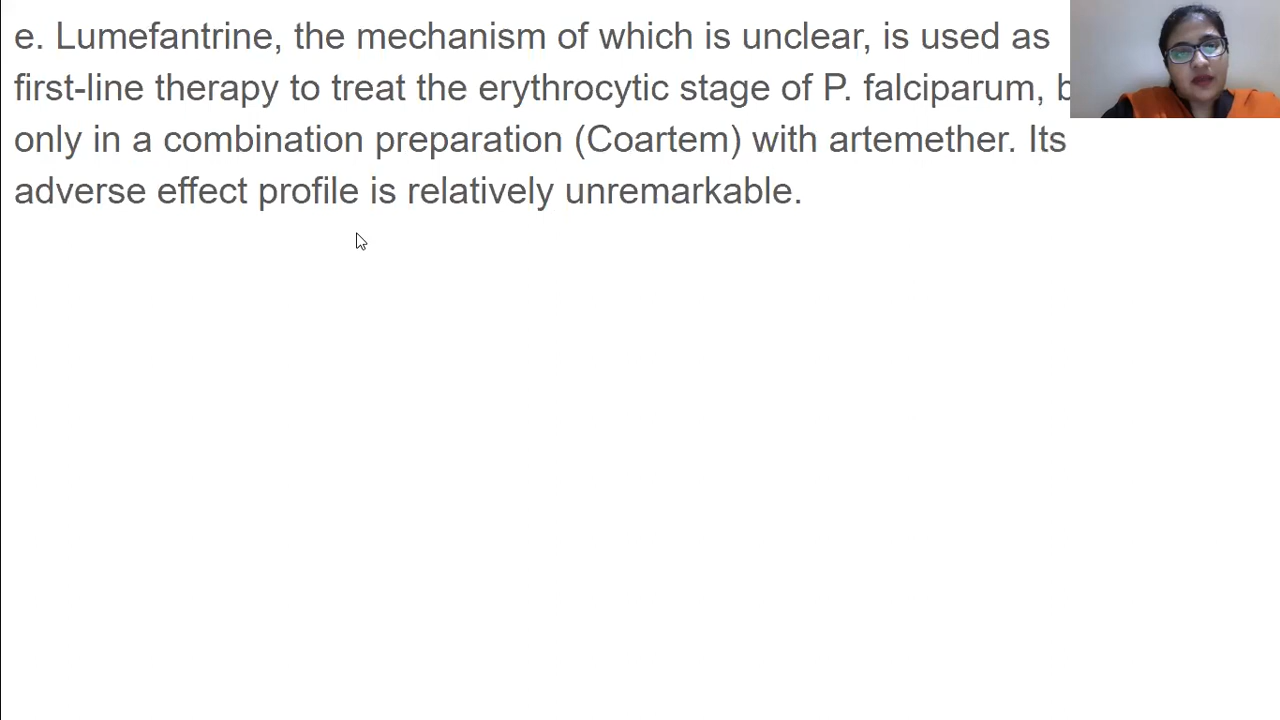 e. Lumefantrine, the mechanism of which is unclear, is used as
first-line therapy to treat the erythrocytic stage of P. falciparum,
only in a combination preparation (Coartem) with artemether. Its
adverse effect profile is relatively unremarkable.